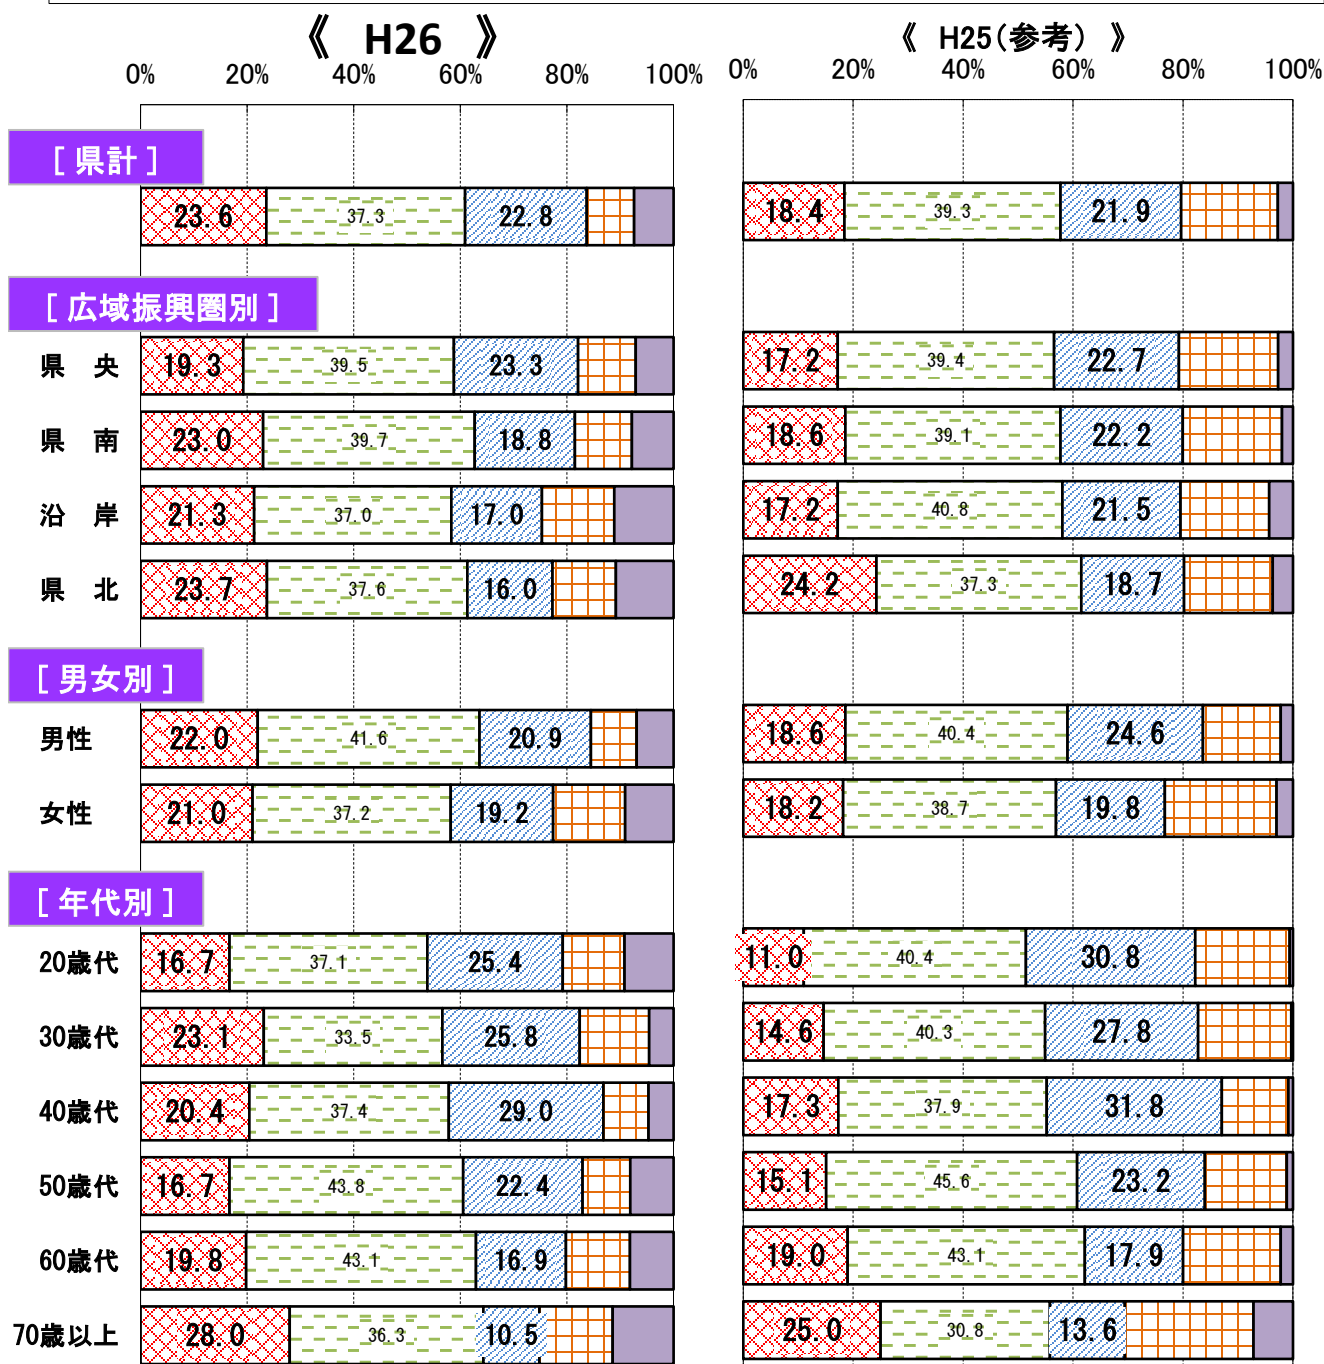 《 H26 》 《 H25(参考) 》
0% 20% 40% 60% 80% 100% 0% 20% 40% 60% 80% 100%
[ 県計 ]
23.6 37.3 22.8 18.4 39.3 21.9
[ 広域振興圏別 ]
県 央 19.3 39.5 23.3 17.2 39.4 22.7
県 南 23.0 39.7 18.8 18.6 39.1 22.2
沿 岸 21.3 37.0 17.0 17.2 40.8 21.5
県 北 23.7 37.6 16.0 24.2 37.3 18.7
[ 男女別 ]
男性 22.0 41.6 20.9 18.6 40.4 24.6
女性 21.0 37.2 19.2 18.2 38.7 19.8
[ 年代別 ]
20歳代 16.7 37.1 25.4 11.0 40.4 30.8
30歳代 23.1 33.5 25.8 14.6 40.3 27.8
40歳代 20.4 37.4 29.0 17.3 37.9 31.8
50歳代 16.7 43.8 22.4 15.1 45.6 23.2
60歳代 19.8 43.1 16.9 19.0 43.1 17.9
70歳以上 28.0 36.3 10.5 25.0 30.8 13.6